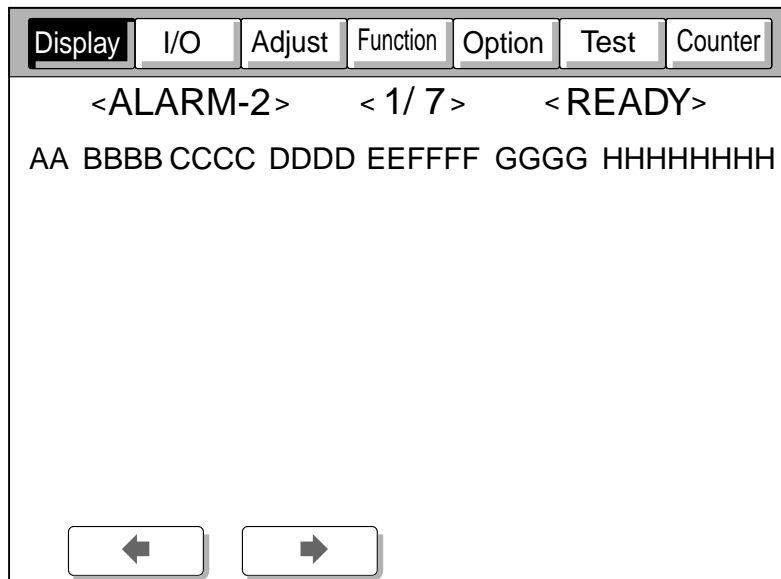 Display I/O Adjust Function Option Test Counter
<ALARM-2> < 1/ 7 > <READY>
AA BBBB CCCC DDDD EEFFFF GGGG HHHHHHHH